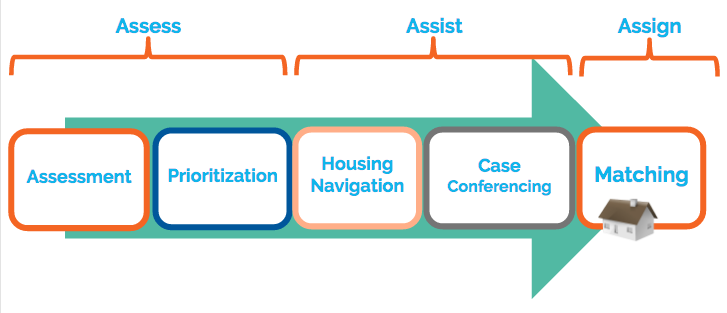 Assess
Assist
Assign
Assessment
Prioritization
Housing
Navigation
Case
Conferencing
Matching